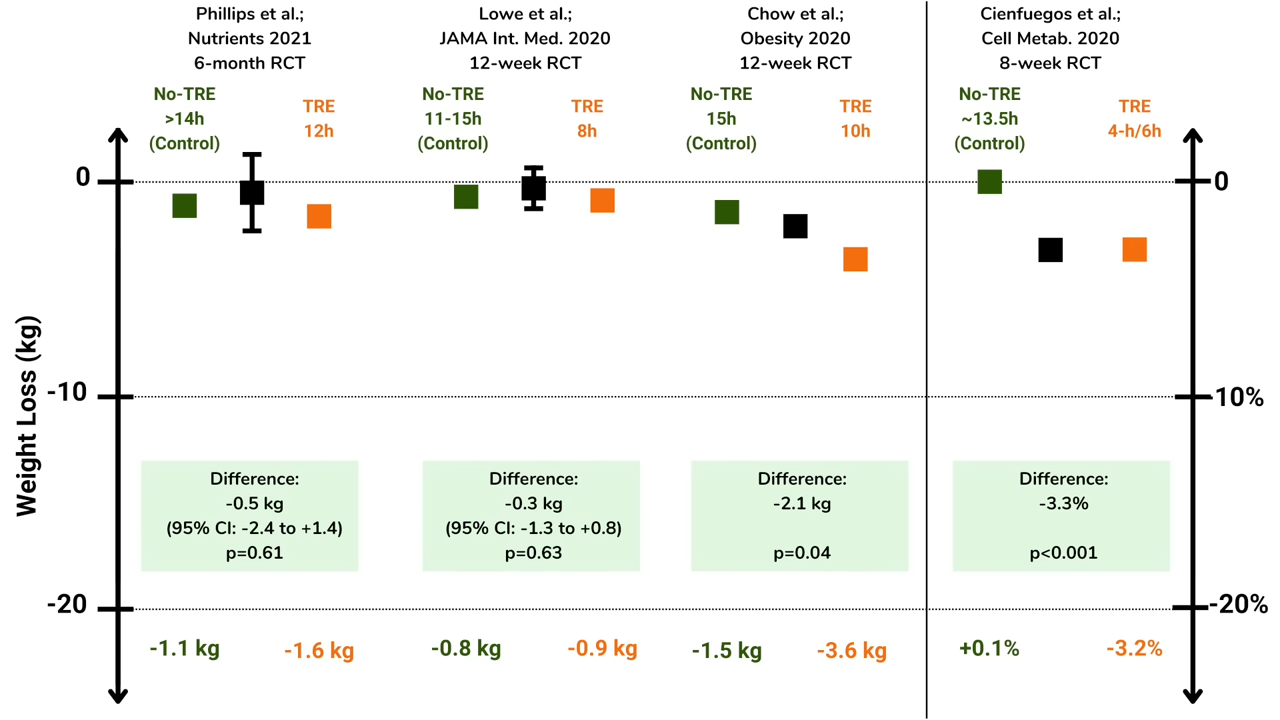 Phillips et al.;
Nutrients 2021
6-month RCT
Lowe et al.;
JAMA Int. Med. 2020
12-week RCT
Chow et al.;
Obesity 2020
12-week RCT
Cienfuegos et al.;
Cell Metab. 2020
8-week RCT
No-TRE
>14h
(Control)
TRE
12h
No-TRE
11-15h
(Control)
TRE
8h
No-TRE
15h
(Control)
TRE
10h
No-TRE
~13.5h
(Control)
TRE
4-h/6h
Weight Loss (kg)
0
-10
-20
0
-10%
-20%
Difference:
-0.5 kg
(95% CI: -2.4 to +1.4)
p=0.61
Difference:
-0.3 kg
(95% CI: -1.3 to +0.8)
p=0.63
Difference:
-2.1 kg
p=0.04
Difference:
-3.3%
p<0.001
-1.1 kg
-1.6 kg
-0.8 kg
-0.9 kg
-1.5 kg
-3.6 kg
+0.1%
-3.2%